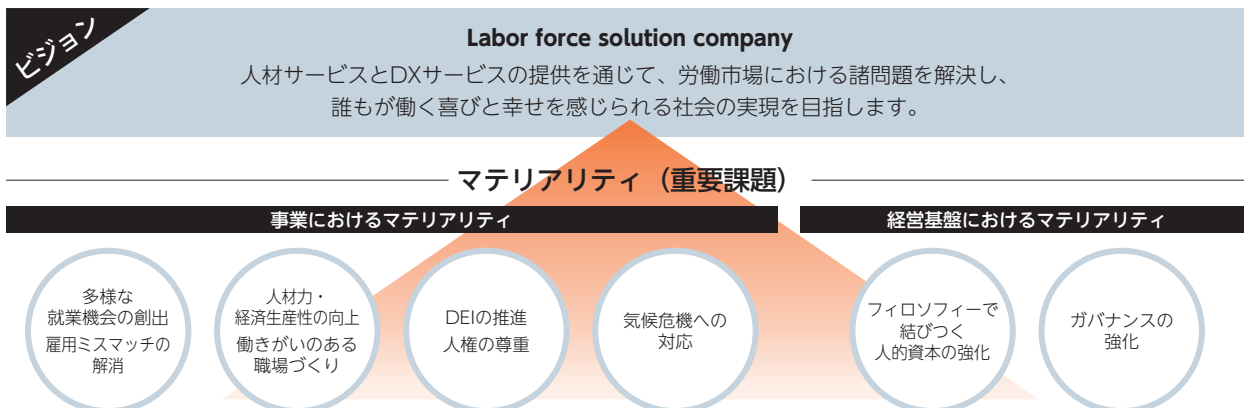 ビジョン
Labor force solution company
人材サービスとDXサービスの提供を通じて、労働市場における諸問題を解決し、
誰もが働く喜びと幸せを感じられる社会の実現を目指します。
マテリアリティ（重要課題）
事業におけるマテリアリティ
経営基盤におけるマテリアリティ
多様な
就業機会の創出
雇用ミスマッチの
解消
人材力・
経済生産性の向上
働きがいのある
職場づくり
DEIの推進
人権の尊重
気候危機への
対応
フィロソフィーで
結びつく
人的資本の強化
ガバナンスの
強化